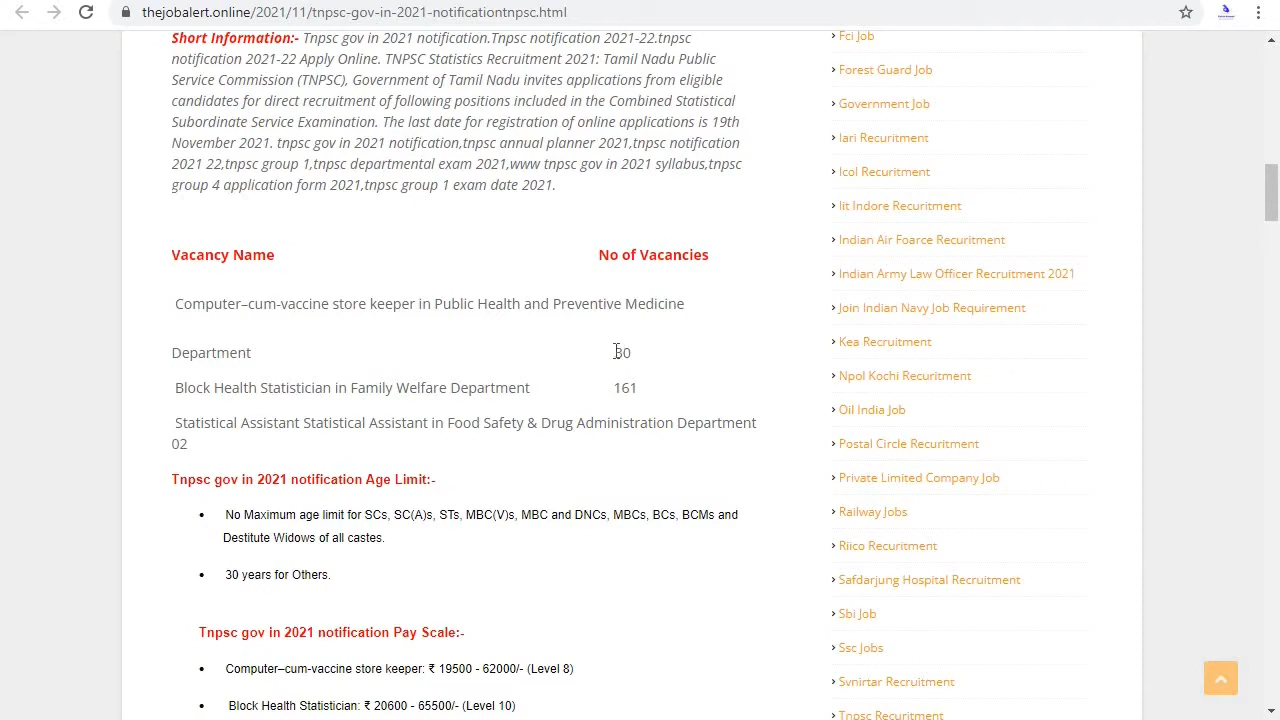 thejobalert.online/2021/11/tnpsc-gov-in-2021-notificationtnpsc.html
Short Information:- Tnpsc gov in 2021 notification.Tnpsc notification 2021-22.tnpsc
notification 2021-22 Apply Online. TNPSC Statistics Recruitment 2021: Tamil Nadu Public
Service Commission (TNPSC), Government of Tamil Nadu invites applications from eligible
candidates for direct recruitment of following positions included in the Combined Statistical
Subordinate Service Examination. The last date for registration of online applications is 19th
November 2021. tnpsc gov in 2021 notification,tnpsc annual planner 2021,tnpsc notification
2021 22,tnpsc group 1,tnpsc departmental exam 2021,www tnpsc gov in 2021 syllabus,tnpsc
group 4 application form 2021,tnpsc group 1 exam date 2021.
Vacancy Name No of Vacancies
Computer–cum-vaccine store keeper in Public Health and Preventive Medicine
Department 30
Block Health Statistician in Family Welfare Department 161
Statistical Assistant Statistical Assistant in Food Safety & Drug Administration Department
02
Tnpsc gov in 2021 notification Age Limit:-
• No Maximum age limit for SCs, SC(A)s, STs, MBC(V)s, MBC and DNCs, MBCs, BCs, BCMs and
Destitute Widows of all castes.
• 30 years for Others.
Tnpsc gov in 2021 notification Pay Scale:-
• Computer–cum-vaccine store keeper: ₹ 19500 - 62000/- (Level 8)
• Block Health Statistician: ₹ 20600 - 65500/- (Level 10)
Fci Job
Forest Guard Job
Government Job
Iari Recuritment
Icol Recuritment
Iit Indore Recuritment
Indian Air Foarce Recuritment
Indian Army Law Officer Recruitment 2021
Join Indian Navy Job Requirement
Kea Recruitment
Npol Kochi Recuritment
Oil India Job
Postal Circle Recuritment
Private Limited Company Job
Railway Jobs
Riico Recuritment
Safdarjung Hospital Recruitment
Sbi Job
Ssc Jobs
Svnirtar Recruitment
Tnpsc Recuritment